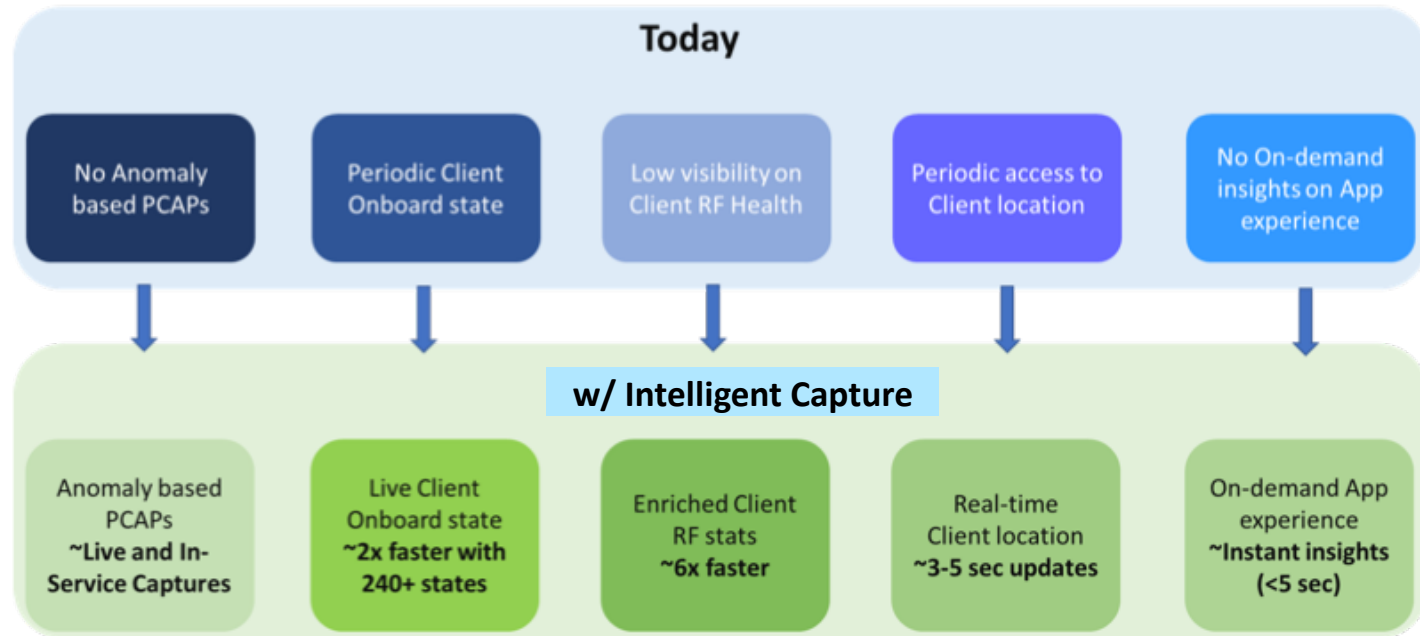 Today
No Anomaly
based PCAPs
Periodic Client
Onboard state
Low visibility on
Client RF Health
Periodic access to
Client location
No On-demand
insights on App
experience
w/ Intelligent Capture
Anomaly based
PCAPs
~Live and In-
Service Captures
Live Client
Onboard state
~2x faster with
240+ states
Enriched Client
RF stats
~6x faster
Real-time
Client location
~3-5 sec updates
On-demand App
experience
~Instant insights
(<5 sec)